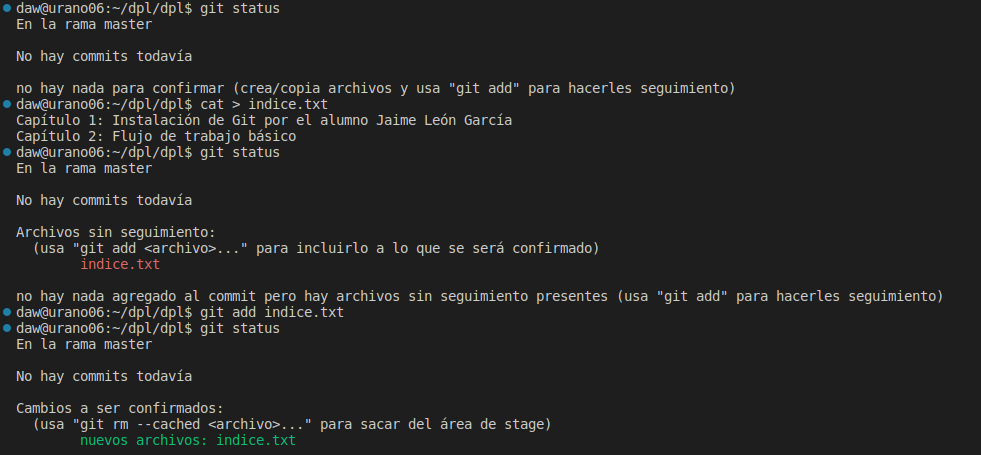 daw@urano06:~/dpl/dpl$ git status
En la rama master
No hay commits todavía
no hay nada para confirmar (crea/copia archivos y usa "git add" para hacerles seguimiento)
daw@urano06:~/dpl/dpl$ cat > indice.txt
Capítulo 1: Instalación de Git por el alumno Jaime León García
Capítulo 2: Flujo de trabajo básico
daw@urano06:~/dpl/dpl$ git status
En la rama master
No hay commits todavía
Archivos sin seguimiento:
(usa "git add <archivo>..." para incluirlo a lo que se será confirmado)
indice.txt
no hay nada agregado al commit pero hay archivos sin seguimiento presentes (usa "git add" para hacerles seguimiento)
daw@urano06:~/dpl/dpl$ git add indice.txt
daw@urano06:~/dpl/dpl$ git status
En la rama master
No hay commits todavía
Cambios a ser confirmados:
(usa "git rm --cached <archivo>..." para sacar del área de stage)
nuevos archivos: indice.txt